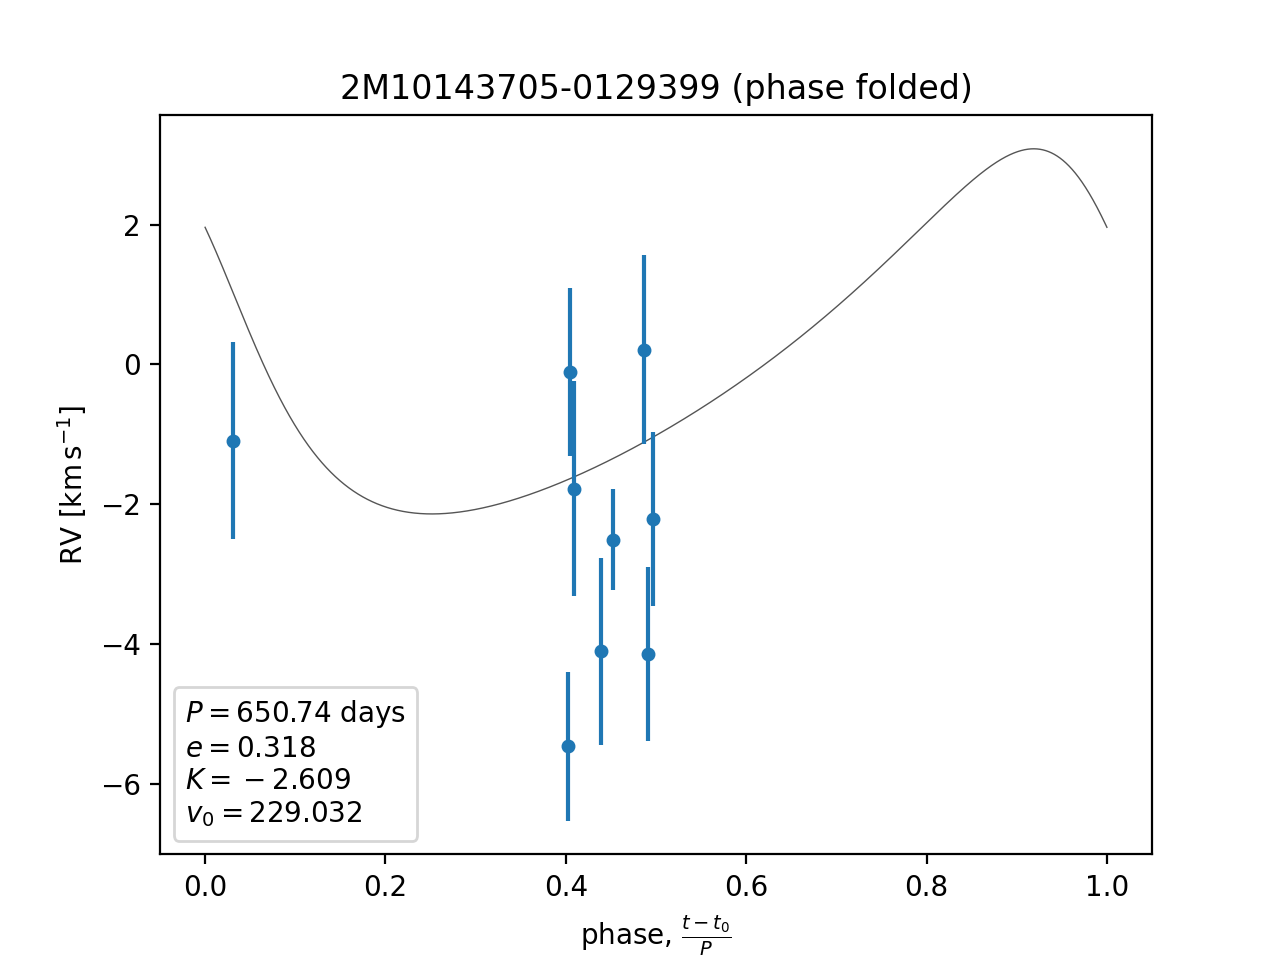 2M10143705-0129399 (phase folded)
RV [km s⁻¹]
2
0
−2
−4
−6
P = 650.74 days
e = 0.318
K = − 2.609
v₀ = 229.032
0.0 0.2 0.4 0.6 0.8 1.0
phase, (t − t₀)/P